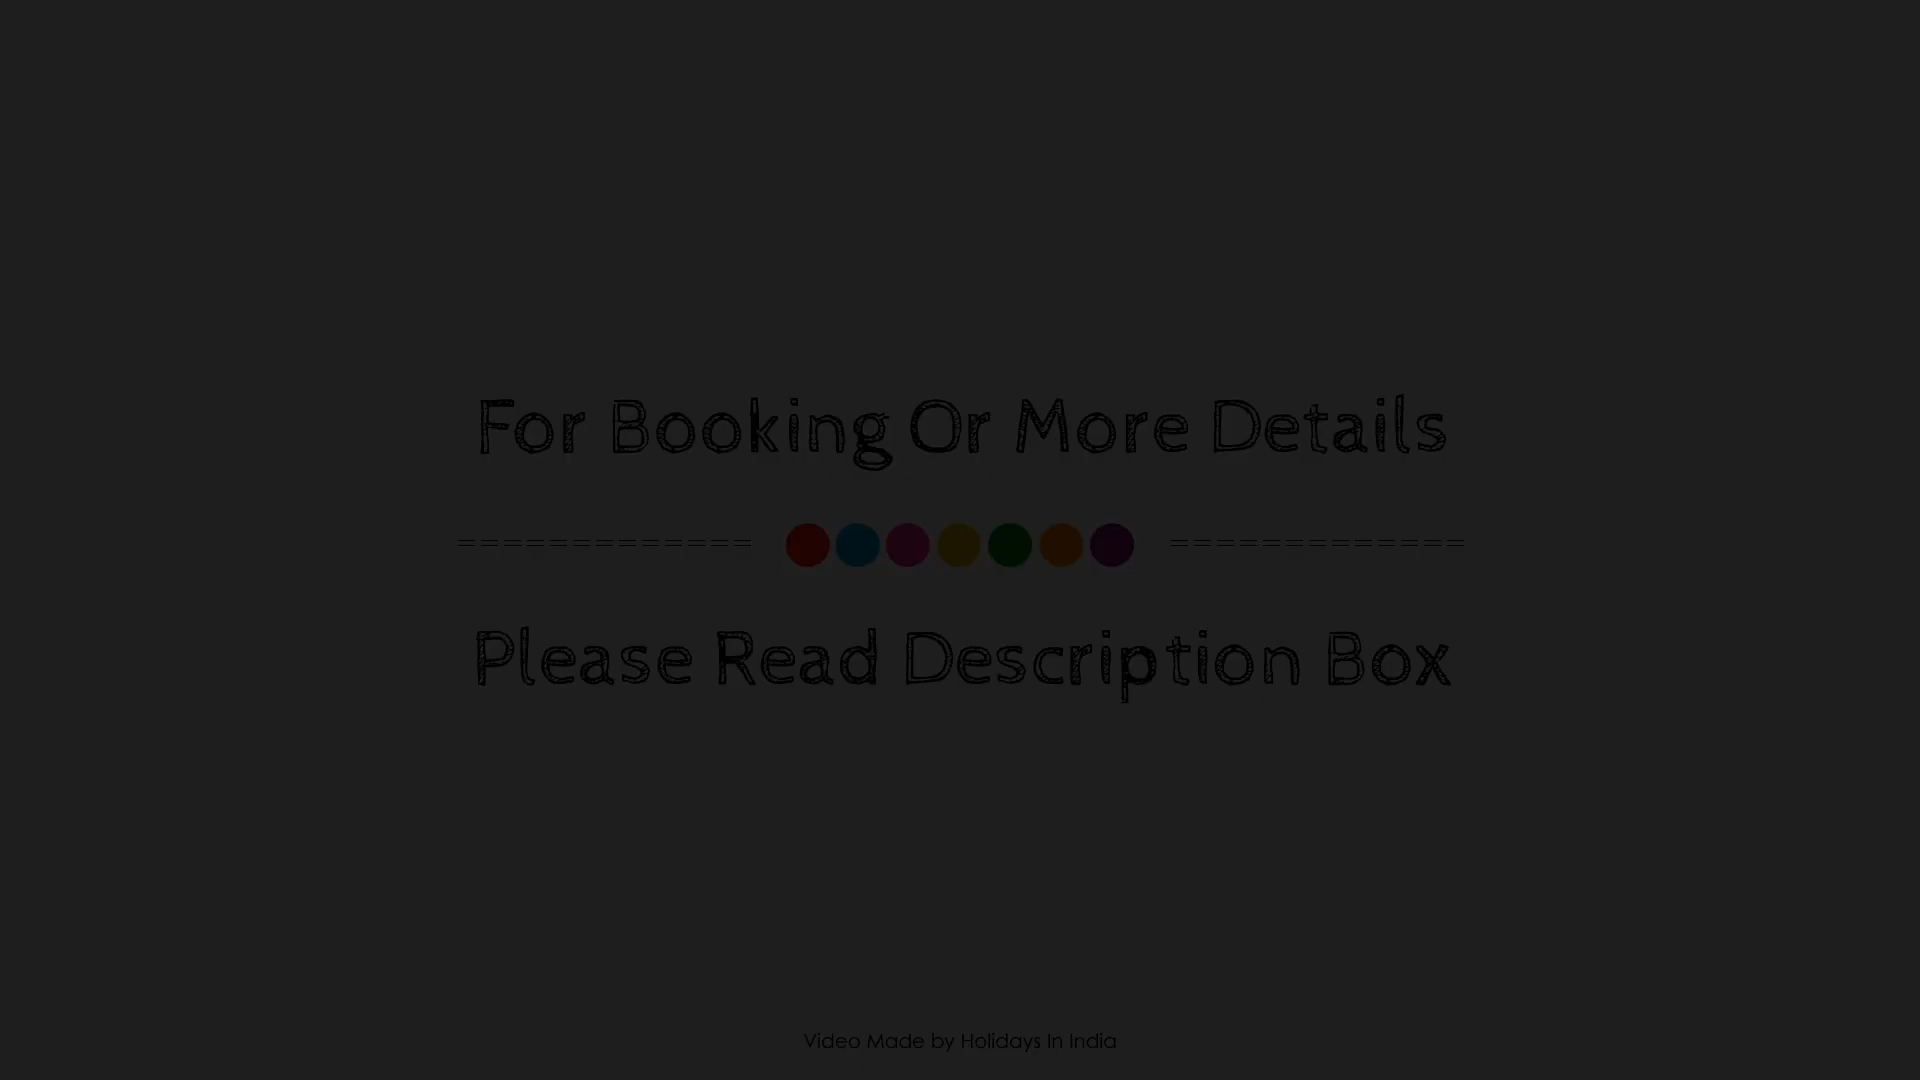 For Booking Or More Details
============= =============
Please Read Description Box
Video Made by Holidays In India